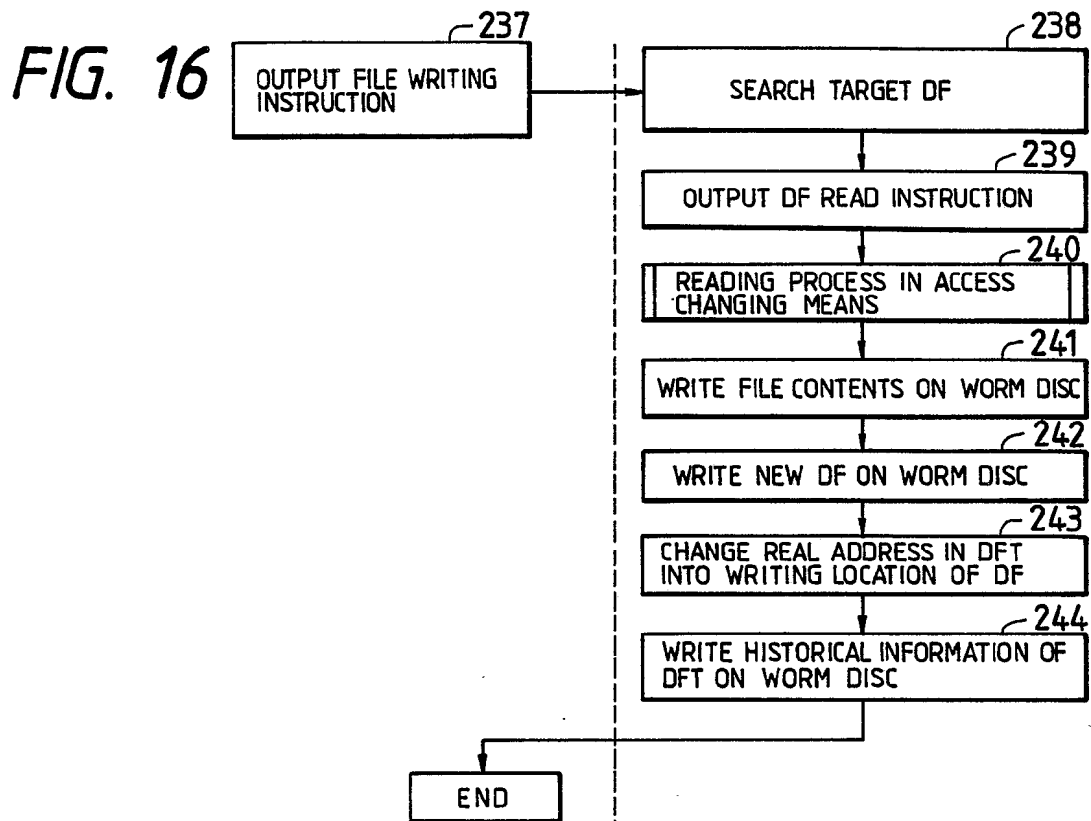 FIG. 16
237
OUTPUT FILE WRITING
INSTRUCTION
238
SEARCH TARGET DF
239
OUTPUT DF READ INSTRUCTION
240
READING PROCESS IN ACCESS
CHANGING MEANS
241
WRITE FILE CONTENTS ON WORM DISC
242
WRITE NEW DF ON WORM DISC
243
CHANGE REAL ADDRESS IN DFT
INTO WRITING LOCATION OF DF
244
WRITE HISTORICAL INFORMATION OF
DFT ON WORM DISC
END